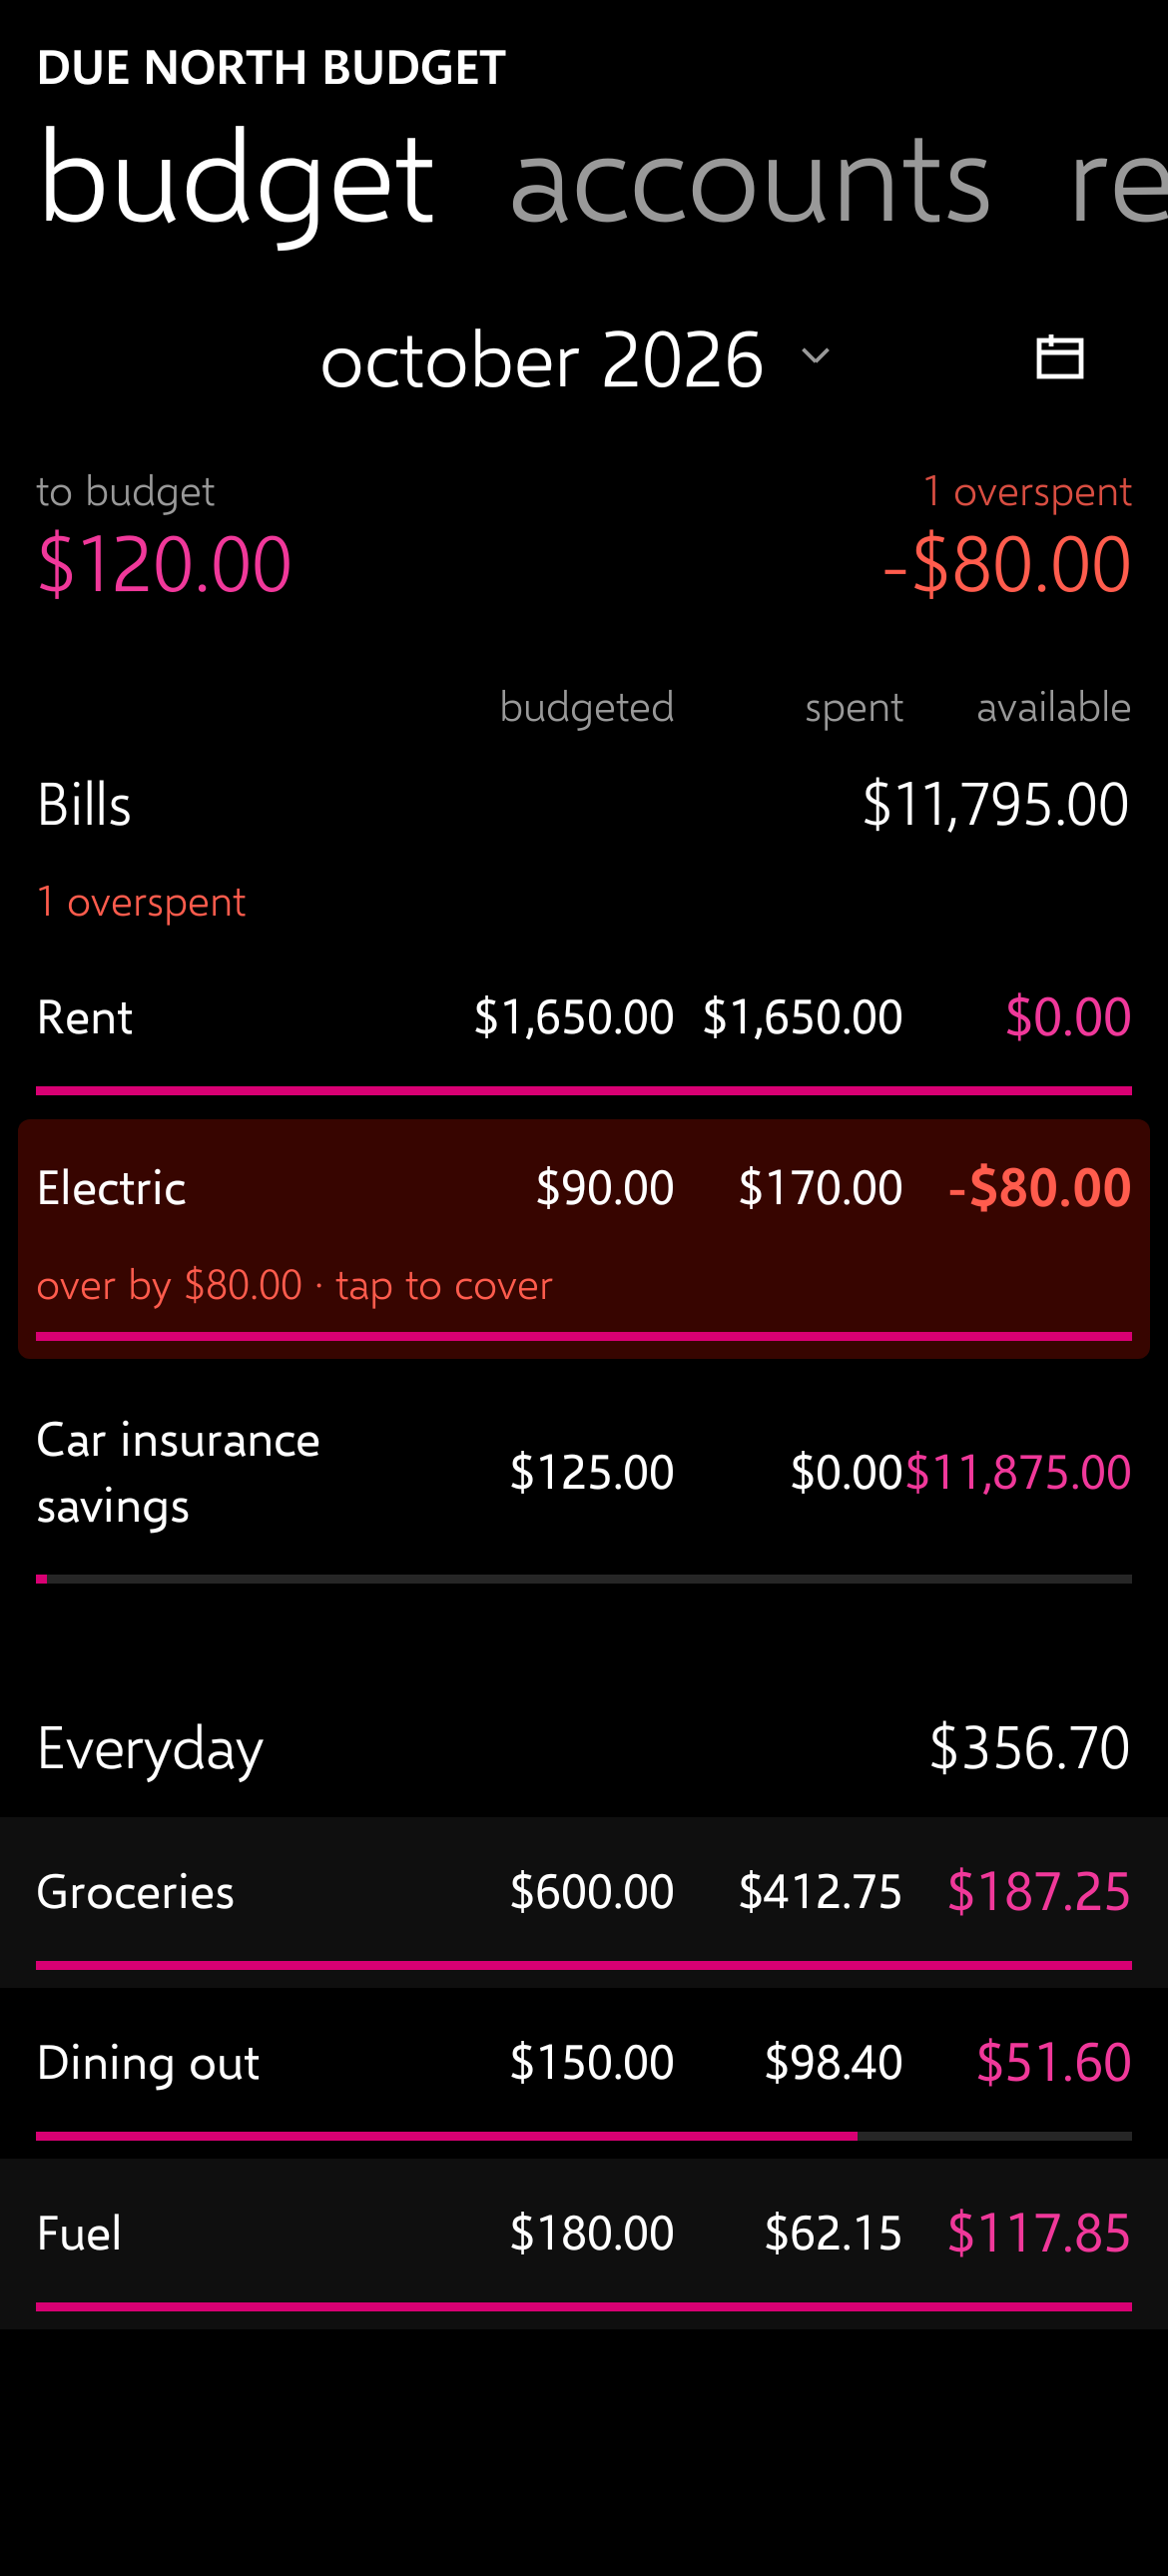 DUE NORTH BUDGET
budget accounts re
october 2026
to budget 1 overspent
$120.00 -$80.00
budgeted spent available
Bills $11,795.00
1 overspent
Rent $1,650.00 $1,650.00 $0.00
Electric $90.00 $170.00 -$80.00
over by $80.00 · tap to cover
Car insurance
savings $125.00 $0.00 $11,875.00
Everyday $356.70
Groceries $600.00 $412.75 $187.25
Dining out $150.00 $98.40 $51.60
Fuel $180.00 $62.15 $117.85